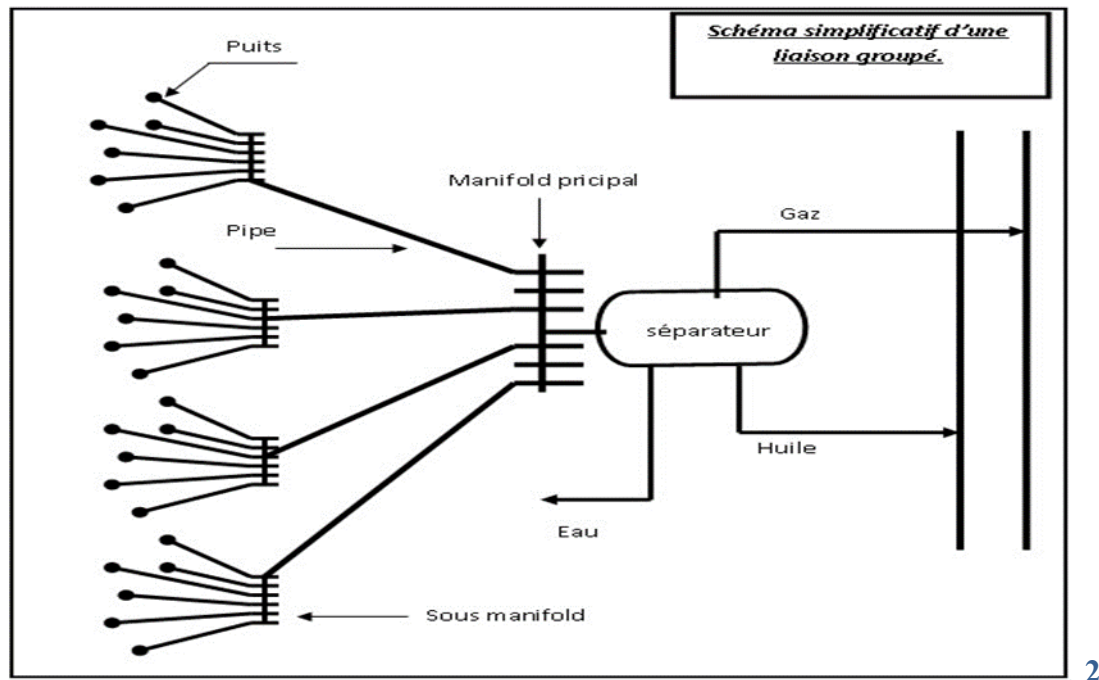 Puits
Schéma simplificatif d’une
liaison groupé.
Manifold pricipal
Gaz
Pipe
séparateur
Huile
Eau
Sous manifold
2